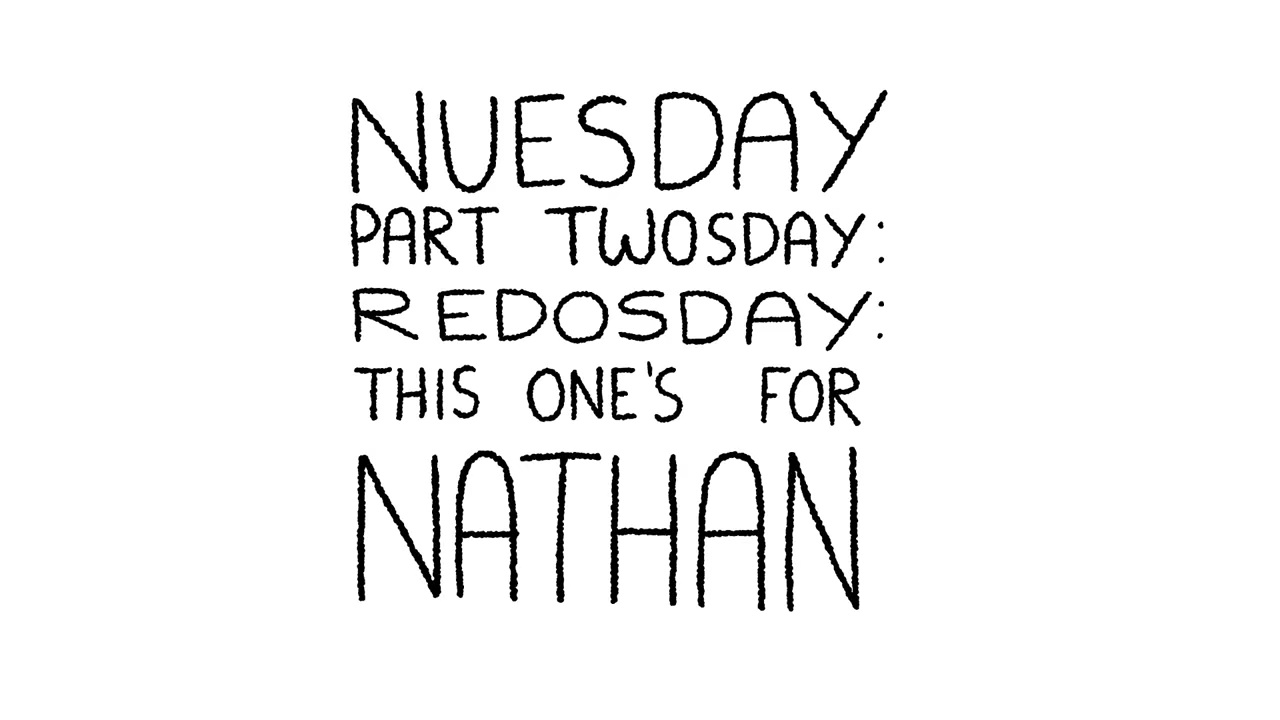 NUESDAY
PART TWOSDAY:
REDOSDAY:
THIS ONE'S FOR
NATHAN